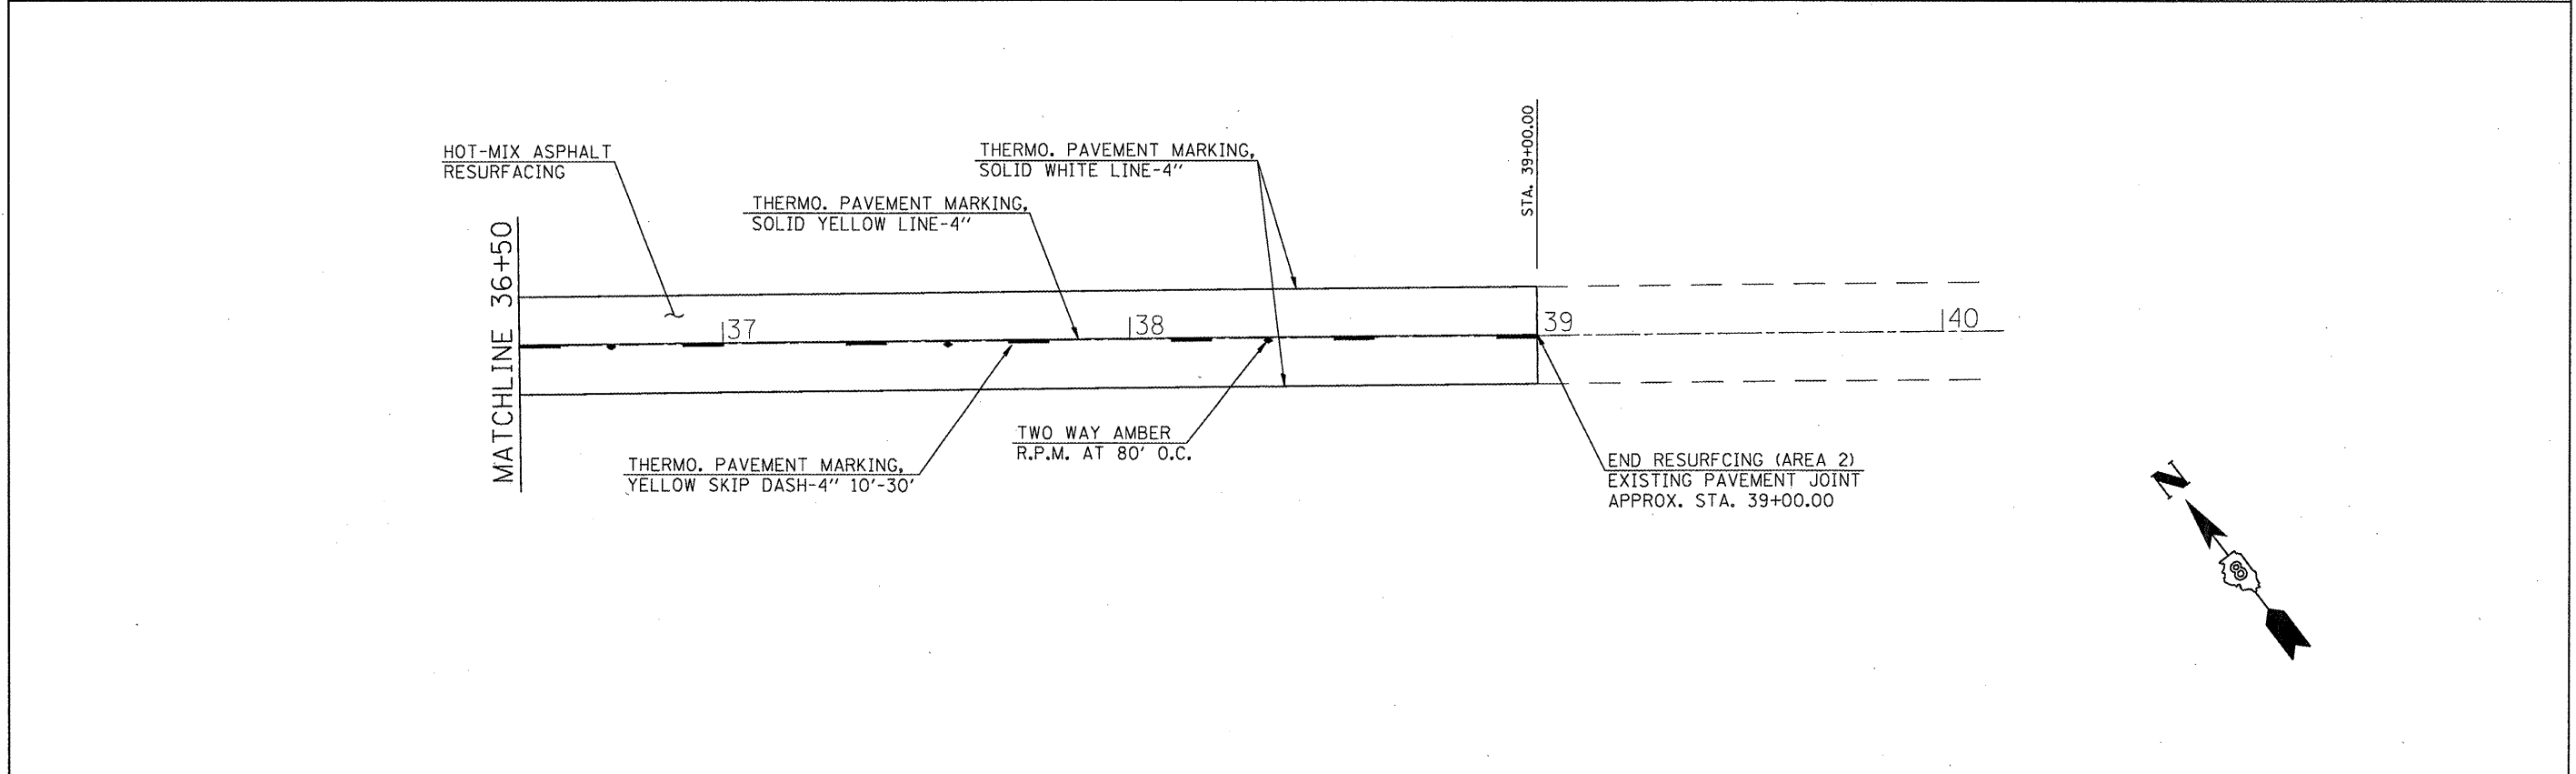 HOT-MIX ASPHALT
RESURFACING
THERMO. PAVEMENT MARKING,
SOLID WHITE LINE-4"
STA. 39+00.00
THERMO. PAVEMENT MARKING,
SOLID YELLOW LINE-4"
MATCHLINE 36+50
37
38
39
40
THERMO. PAVEMENT MARKING,
YELLOW SKIP DASH-4" 10'-30'
TWO WAY AMBER
R.P.M. AT 80' O.C.
END RESURFCING (AREA 2)
EXISTING PAVEMENT JOINT
APPROX. STA. 39+00.00
N
8